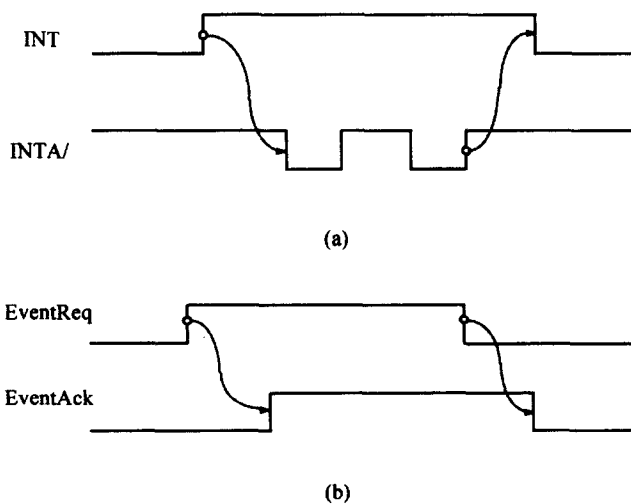 INT
INTA/
(a)
EventReq
EventAck
(b)